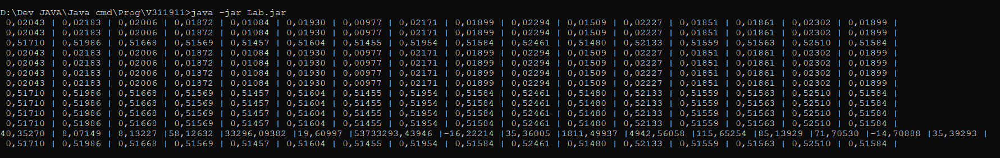 D:\Dev JAVA\Java cmd\Prog\V311911>java -jar Lab.jar
0,02043 | 0,02183 | 0,02006 | 0,01872 | 0,01084 | 0,01930 | 0,00977 | 0,02171 | 0,01899 | 0,02294 | 0,01509 | 0,02227 | 0,01851 | 0,01861 | 0,02302 | 0,01899 |
0,02043 | 0,02183 | 0,02006 | 0,01872 | 0,01084 | 0,01930 | 0,00977 | 0,02171 | 0,01899 | 0,02294 | 0,01509 | 0,02227 | 0,01851 | 0,01861 | 0,02302 | 0,01899 |
0,51710 | 0,51986 | 0,51668 | 0,51569 | 0,51457 | 0,51604 | 0,51455 | 0,51954 | 0,51584 | 0,52461 | 0,51480 | 0,52133 | 0,51559 | 0,51563 | 0,52510 | 0,51584 |
0,02043 | 0,02183 | 0,02006 | 0,01872 | 0,01084 | 0,01930 | 0,00977 | 0,02171 | 0,01899 | 0,02294 | 0,01509 | 0,02227 | 0,01851 | 0,01861 | 0,02302 | 0,01899 |
0,02043 | 0,02183 | 0,02006 | 0,01872 | 0,01084 | 0,01930 | 0,00977 | 0,02171 | 0,01899 | 0,02294 | 0,01509 | 0,02227 | 0,01851 | 0,01861 | 0,02302 | 0,01899 |
0,02043 | 0,02183 | 0,02006 | 0,01872 | 0,01084 | 0,01930 | 0,00977 | 0,02171 | 0,01899 | 0,02294 | 0,01509 | 0,02227 | 0,01851 | 0,01861 | 0,02302 | 0,01899 |
0,02043 | 0,02183 | 0,02006 | 0,01872 | 0,01084 | 0,01930 | 0,00977 | 0,02171 | 0,01899 | 0,02294 | 0,01509 | 0,02227 | 0,01851 | 0,01861 | 0,02302 | 0,01899 |
0,51710 | 0,51986 | 0,51668 | 0,51569 | 0,51457 | 0,51604 | 0,51455 | 0,51954 | 0,51584 | 0,52461 | 0,51480 | 0,52133 | 0,51559 | 0,51563 | 0,52510 | 0,51584 |
0,51710 | 0,51986 | 0,51668 | 0,51569 | 0,51457 | 0,51604 | 0,51455 | 0,51954 | 0,51584 | 0,52461 | 0,51480 | 0,52133 | 0,51559 | 0,51563 | 0,52510 | 0,51584 |
0,51710 | 0,51986 | 0,51668 | 0,51569 | 0,51457 | 0,51604 | 0,51455 | 0,51954 | 0,51584 | 0,52461 | 0,51480 | 0,52133 | 0,51559 | 0,51563 | 0,52510 | 0,51584 |
0,51710 | 0,51986 | 0,51668 | 0,51569 | 0,51457 | 0,51604 | 0,51455 | 0,51954 | 0,51584 | 0,52461 | 0,51480 | 0,52133 | 0,51559 | 0,51563 | 0,52510 | 0,51584 |
40,35270 | 8,07149 | 8,13227 |58,12632 |33296,09382 |19,60997 |53733293,43946 |-16,22214 |35,36005 |1811,49937 |4942,56058 |115,65254 |85,13929 |71,70530 |-14,70888 |35,39293 |
0,51710 | 0,51986 | 0,51668 | 0,51569 | 0,51457 | 0,51604 | 0,51455 | 0,51954 | 0,51584 | 0,52461 | 0,51480 | 0,52133 | 0,51559 | 0,51563 | 0,52510 | 0,51584 |